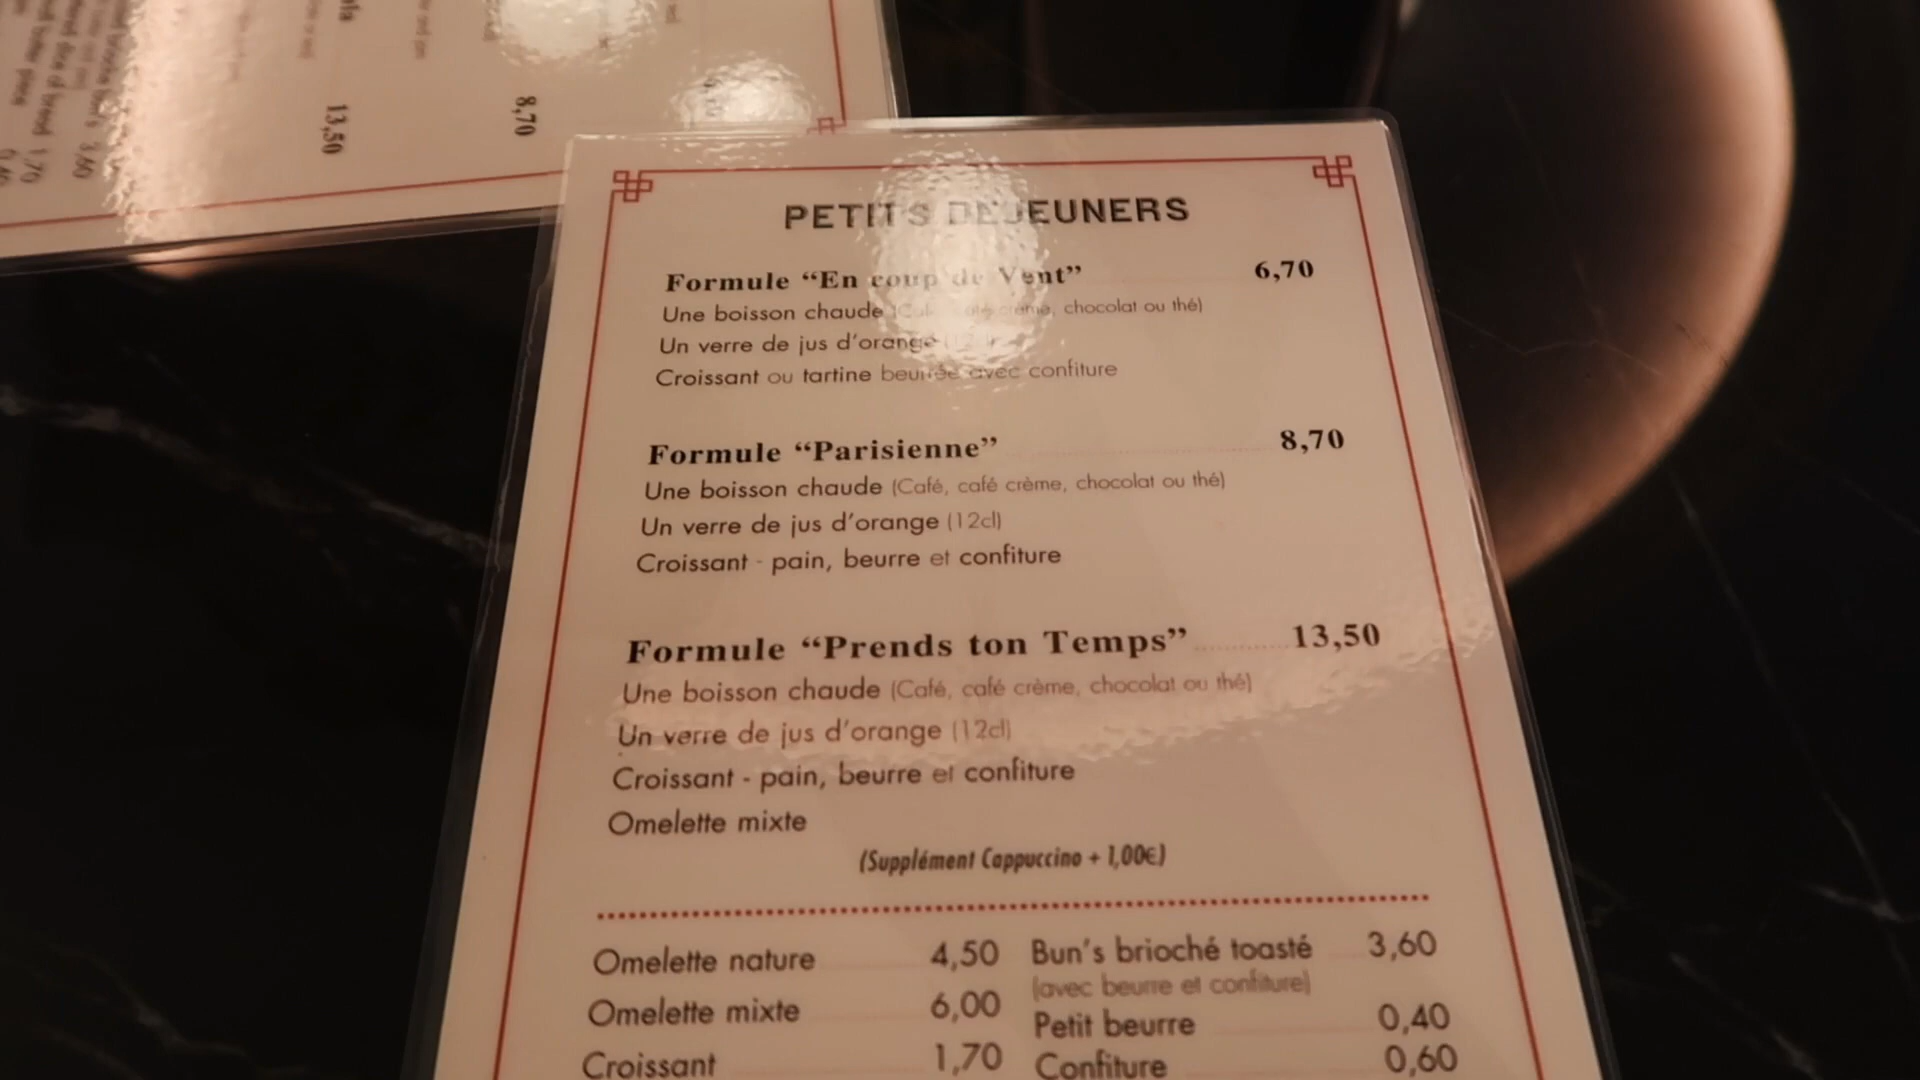 13,50
8,70
3,60
1,70
PETITS DEJEUNERS
Formule “En coup de Vent” 6,70
Une boisson chaude crème, chocolat ou thé)
Un verre de jus d’orange
Croissant ou tartine beurrée avec confiture
Formule “Parisienne” 8,70
Une boisson chaude (Café, café crème, chocolat ou thé)
Un verre de jus d’orange (12cl)
Croissant - pain, beurre et confiture
Formule “Prends ton Temps” 13,50
Une boisson chaude (Café, café crème, chocolat ou thé)
Un verre de jus d’orange (12cl)
Croissant - pain, beurre et confiture
Omelette mixte
(Supplément Cappuccino + 1,00€)
Omelette nature 4,50
Omelette mixte 6,00
Croissant 1,70
Bun’s brioché toasté 3,60
(avec beurre et confiture)
Petit beurre 0,40
Confiture 0,60